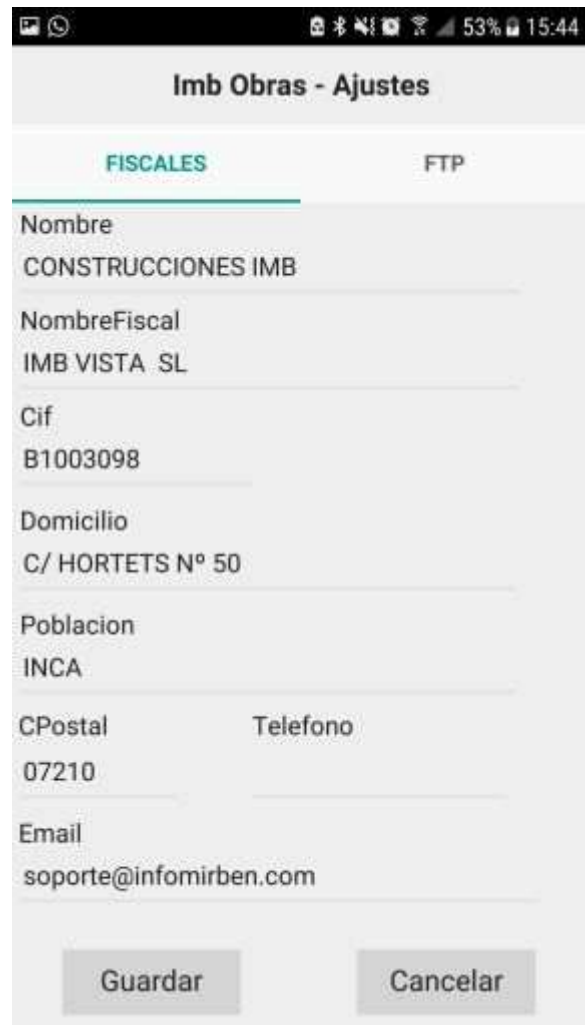 53% 15:44
Imb Obras - Ajustes
FISCALES FTP
Nombre
CONSTRUCCIONES IMB
NombreFiscal
IMB VISTA  SL
Cif
B1003098
Domicilio
C/ HORTETS Nº 50
Poblacion
INCA
CPostal Telefono
07210
Email
soporte@infomirben.com
Guardar Cancelar